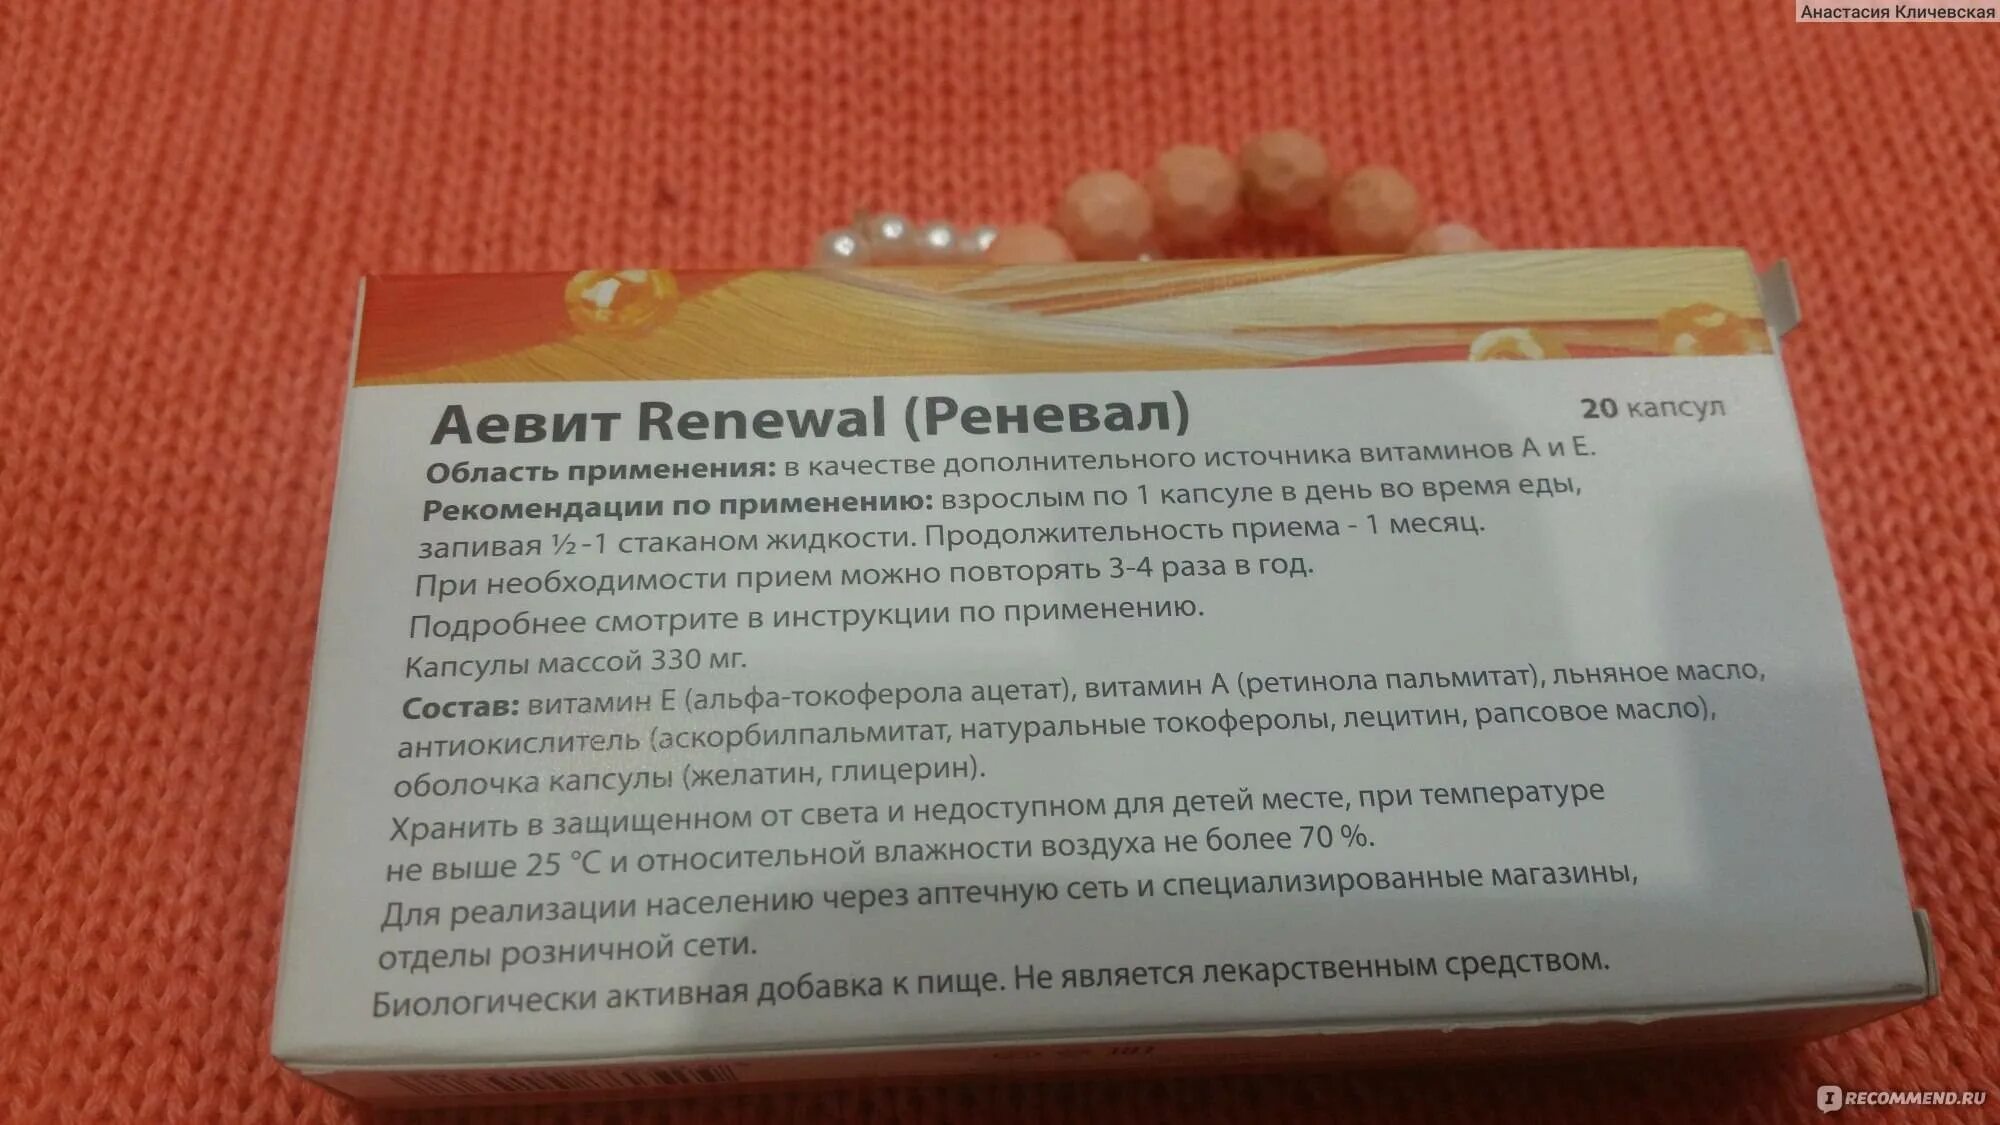 Анастасия Кличевская
Аевит Renewal (Реневал)
20 капсул
Область применения: в качестве дополнительного источника витаминов А и Е.
Рекомендации по применению: взрослым по 1 капсуле в день во время еды,
запивая ½ -1 стаканом жидкости. Продолжительность приема - 1 месяц.
При необходимости прием можно повторять 3-4 раза в год.
Подробнее смотрите в инструкции по применению.
Капсулы массой 330 мг.
Состав: витамин Е (альфа-токоферола ацетат), витамин А (ретинола пальмитат), льняное масло,
антиокислитель (аскорбилпальмитат, натуральные токоферолы, лецитин, рапсовое масло),
оболочка капсулы (желатин, глицерин).
Хранить в защищенном от света и недоступном для детей месте, при температуре
не выше 25 °С и относительной влажности воздуха не более 70 %.
Для реализации населению через аптечную сеть и специализированные магазины,
отделы розничной сети.
Биологически активная добавка к пище. Не является лекарственным средством.
IRECOMMEND.RU